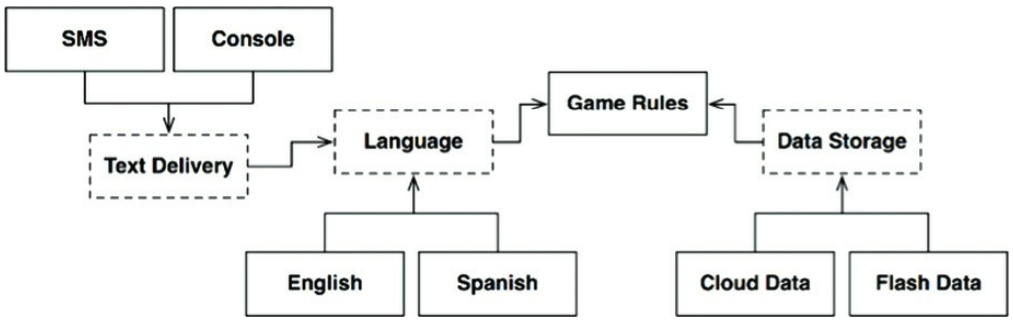 SMS
Console
Game Rules
Text Delivery
Language
Data Storage
English
Spanish
Cloud Data
Flash Data